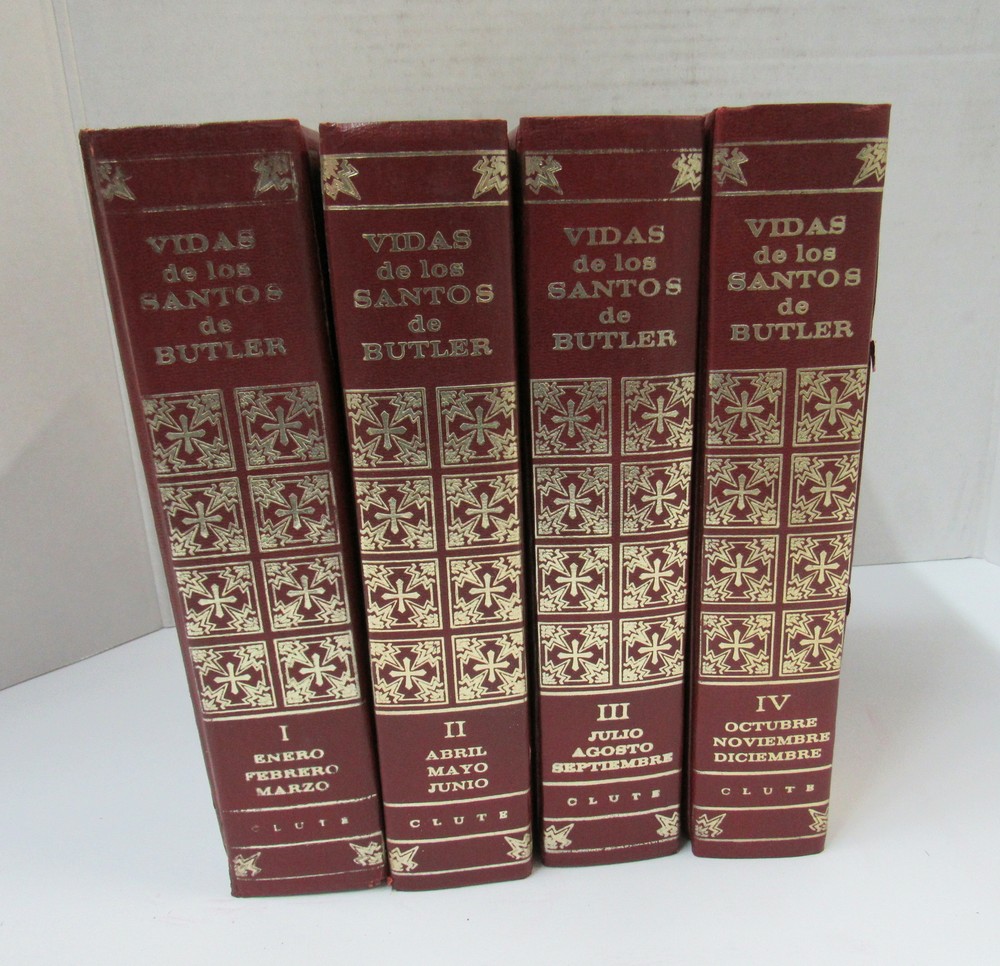 VIDAS
de los
SANTOS
de
BUTLER
I
ENERO
FEBRERO
MARZO
CLUTE
VIDAS
de los
SANTOS
de
BUTLER
II
ABRIL
MAYO
JUNIO
CLUTE
VIDAS
de los
SANTOS
de
BUTLER
III
JULIO
AGOSTO
SEPTIEMBRE
CLUTE
VIDAS
de los
SANTOS
de
BUTLER
IV
OCTUBRE
NOVIEMBRE
DICIEMBRE
CLUTE